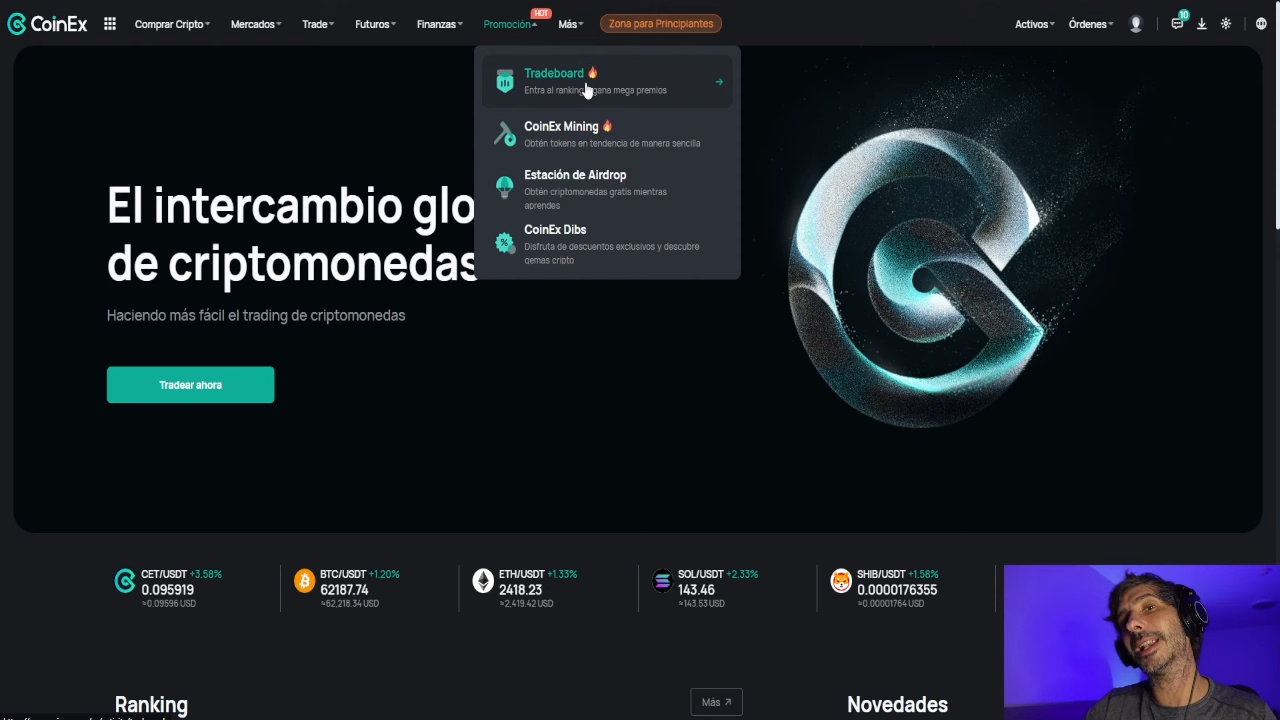 CoinEx
Comprar Cripto
Mercados
Trade
Futuros
Finanzas
Promoción
HOT
Más
Zona para Principiantes
Activos
Órdenes
10
Tradeboard
Entra al ranking gana mega premios
CoinEx Mining
Obtén tokens en tendencia de manera sencilla
Estación de Airdrop
Obtén criptomonedas gratis mientras
aprendes
CoinEx Dibs
Disfruta de descuentos exclusivos y descubre
gemas cripto
El intercambio glo
de criptomonedas
Haciendo más fácil el trading de criptomonedas
Tradear ahora
CET/USDT +3.58%
0.095919
≈0.09596 USD
BTC/USDT +1.20%
62187.74
≈62,218.34 USD
ETH/USDT +1.33%
2418.23
≈2,419.42 USD
SOL/USDT +2.33%
143.46
≈143.53 USD
SHIB/USDT +1.58%
0.0000176355
≈0.00001764 USD
Ranking
Más
Novedades